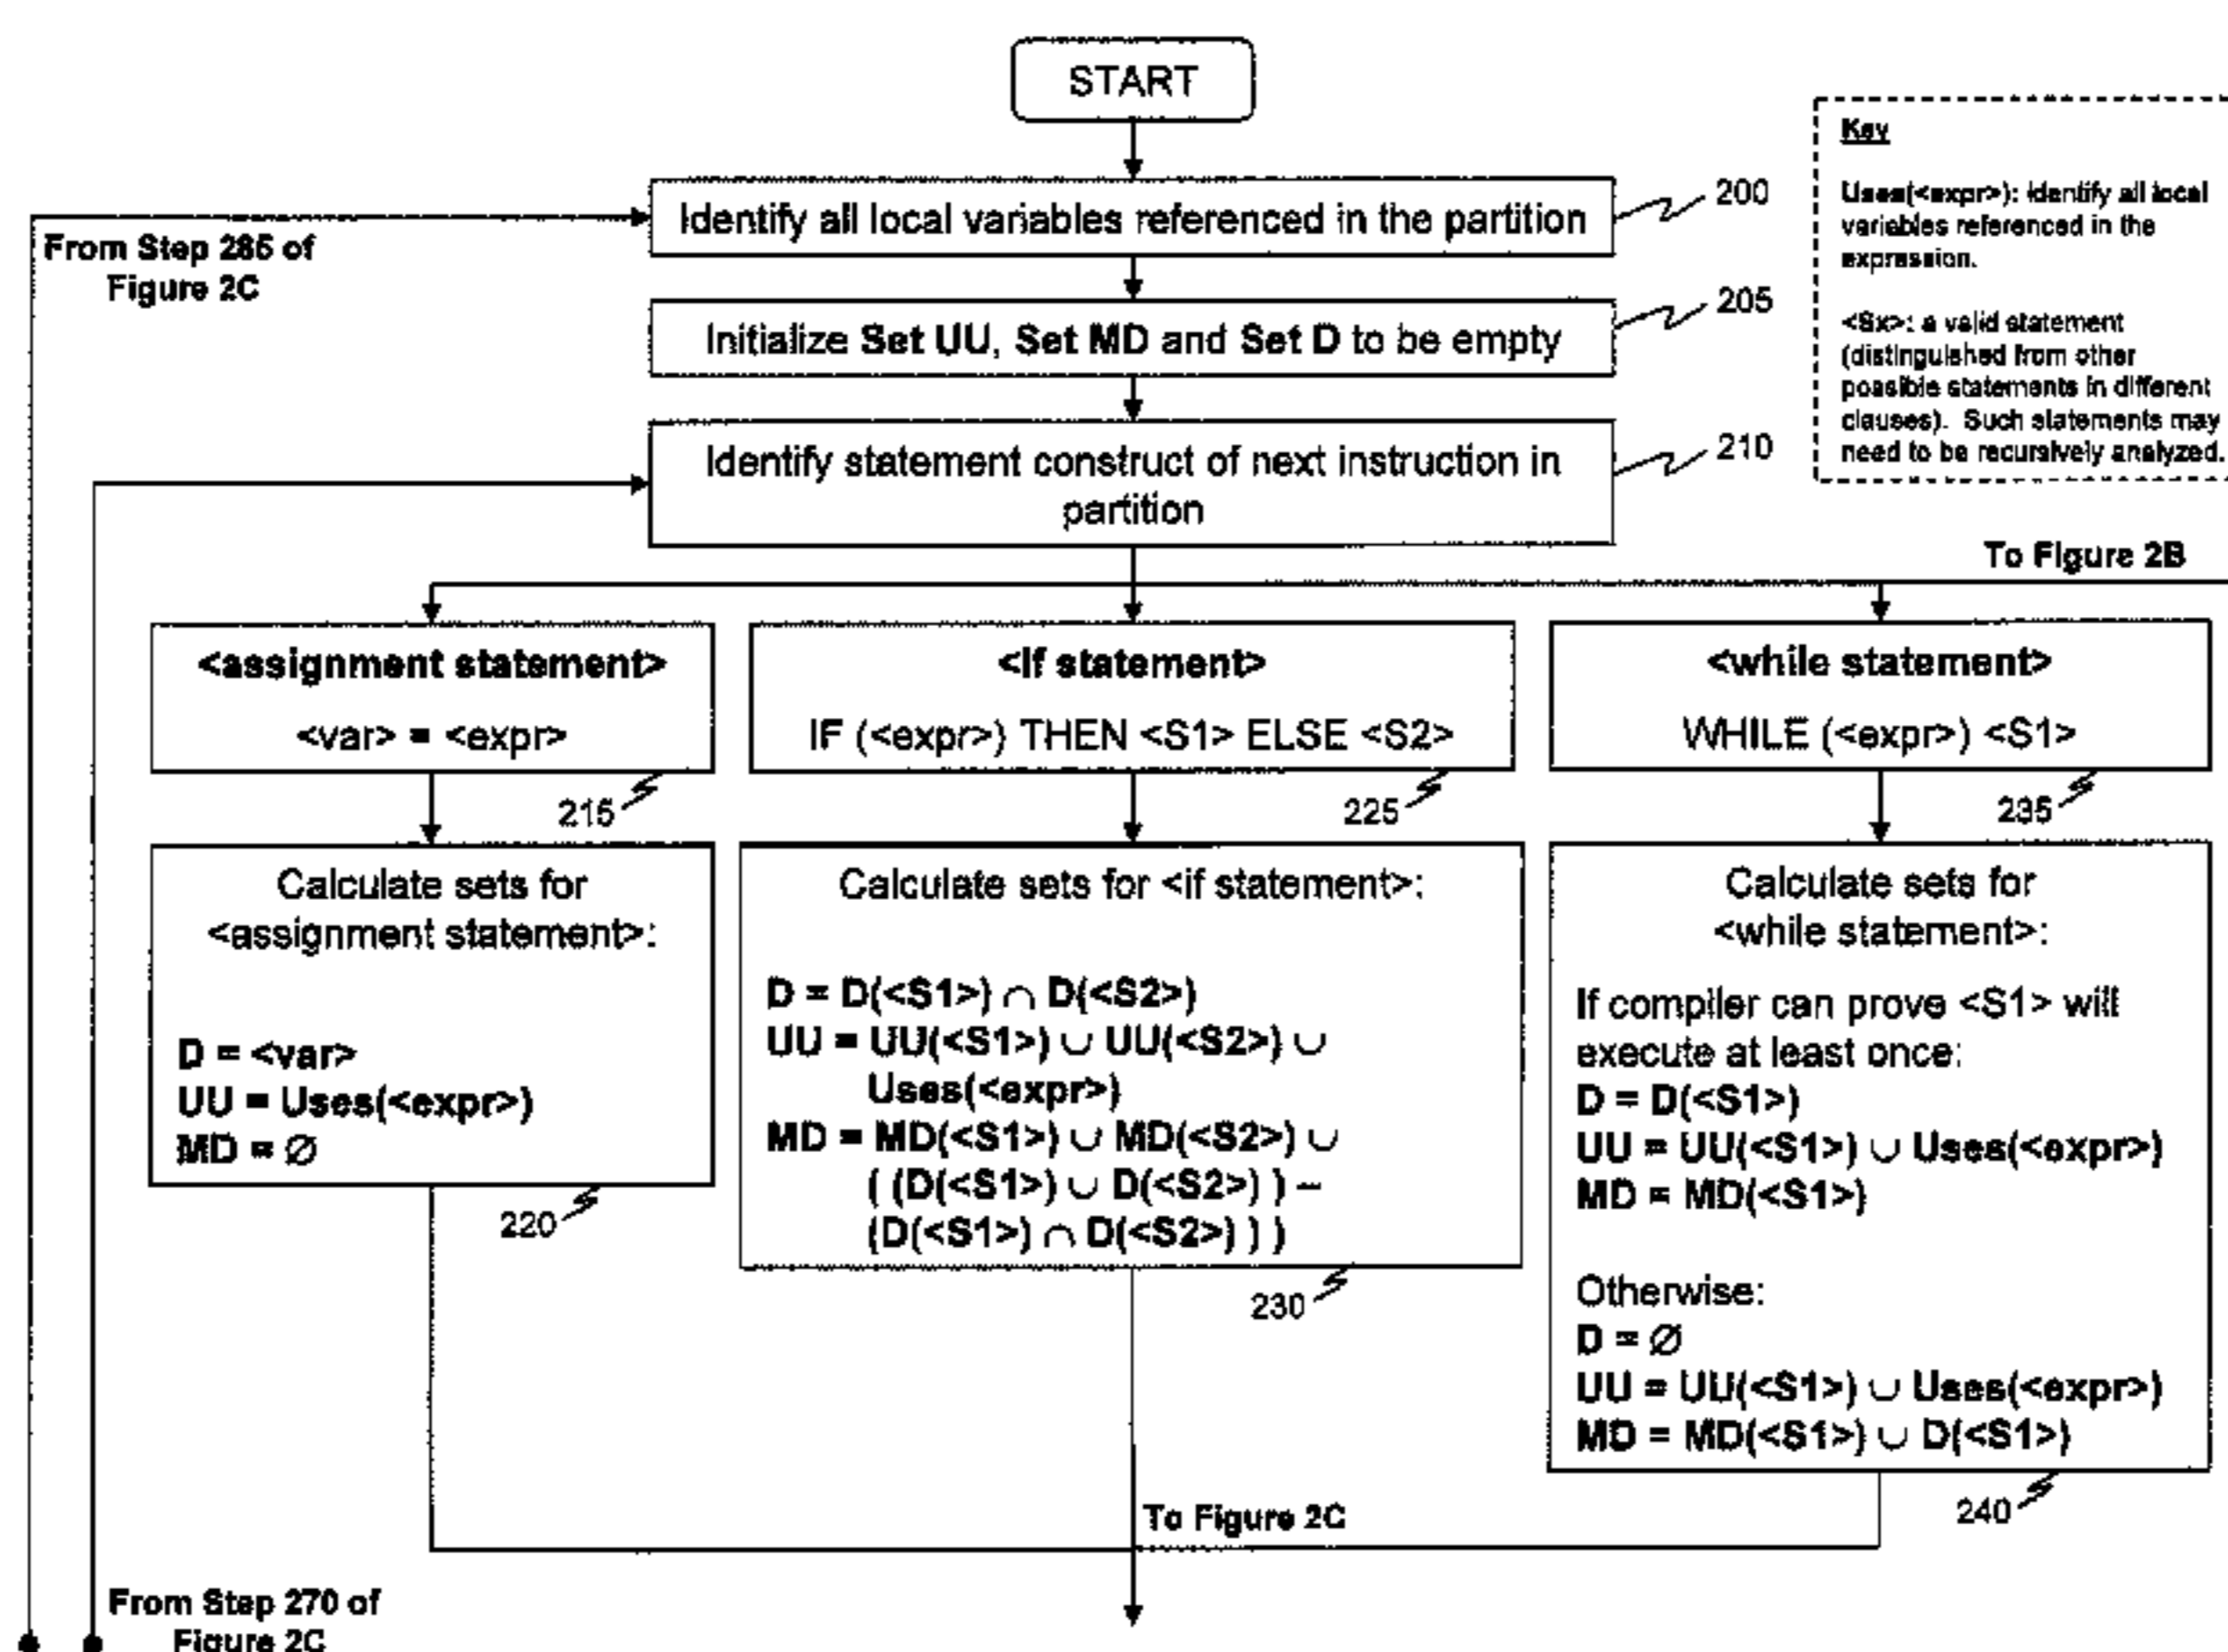 START
Identify all local variables referenced in the partition
200
From Step 285 of
Figure 2C
Initialize Set UU, Set MD and Set D to be empty
205
Identify statement construct of next instruction in
partition
210
Key
Uses(<expr>): identify all local
variables referenced in the
expression.
<Sx>: a valid statement
(distinguished from other
possible statements in different
clauses). Such statements may
need to be recursively analyzed.
To Figure 2B
<assignment statement>
<var> = <expr>
215
<if statement>
IF (<expr>) THEN <S1> ELSE <S2>
225
<while statement>
WHILE (<expr>) <S1>
235
Calculate sets for
<assignment statement>:
D = <var>
UU = Uses(<expr>)
MD = ∅
220
Calculate sets for <if statement>:
D = D(<S1>) ∩ D(<S2>)
UU = UU(<S1>) ∪ UU(<S2>) ∪
Uses(<expr>)
MD = MD(<S1>) ∪ MD(<S2>) ∪
( (D(<S1>) ∪ D(<S2>) ) –
(D(<S1>) ∩ D(<S2>) ) )
230
Calculate sets for
<while statement>:
If compiler can prove <S1> will
execute at least once:
D = D(<S1>)
UU = UU(<S1>) ∪ Uses(<expr>)
MD = MD(<S1>)
Otherwise:
D = ∅
UU = UU(<S1>) ∪ Uses(<expr>)
MD = MD(<S1>) ∪ D(<S1>)
240
To Figure 2C
From Step 270 of
Figure 2C